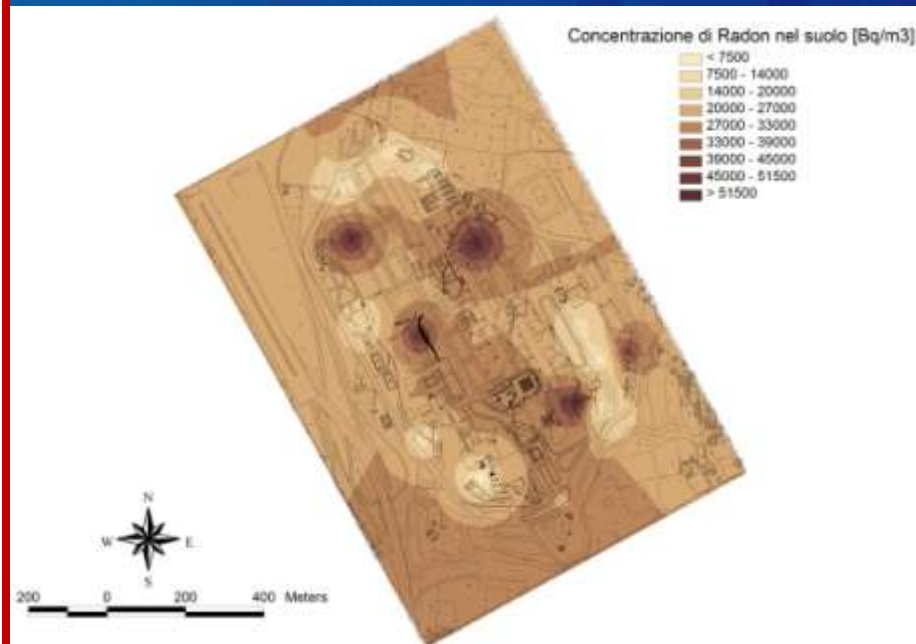 Concentrazione di Radon nel suolo [Bq/m3]
< 7500
7500 - 14000
14000 - 20000
20000 - 27000
27000 - 33000
33000 - 39000
39000 - 45000
45000 - 51500
> 51500
N
W E
S
200 0 200 400 Meters